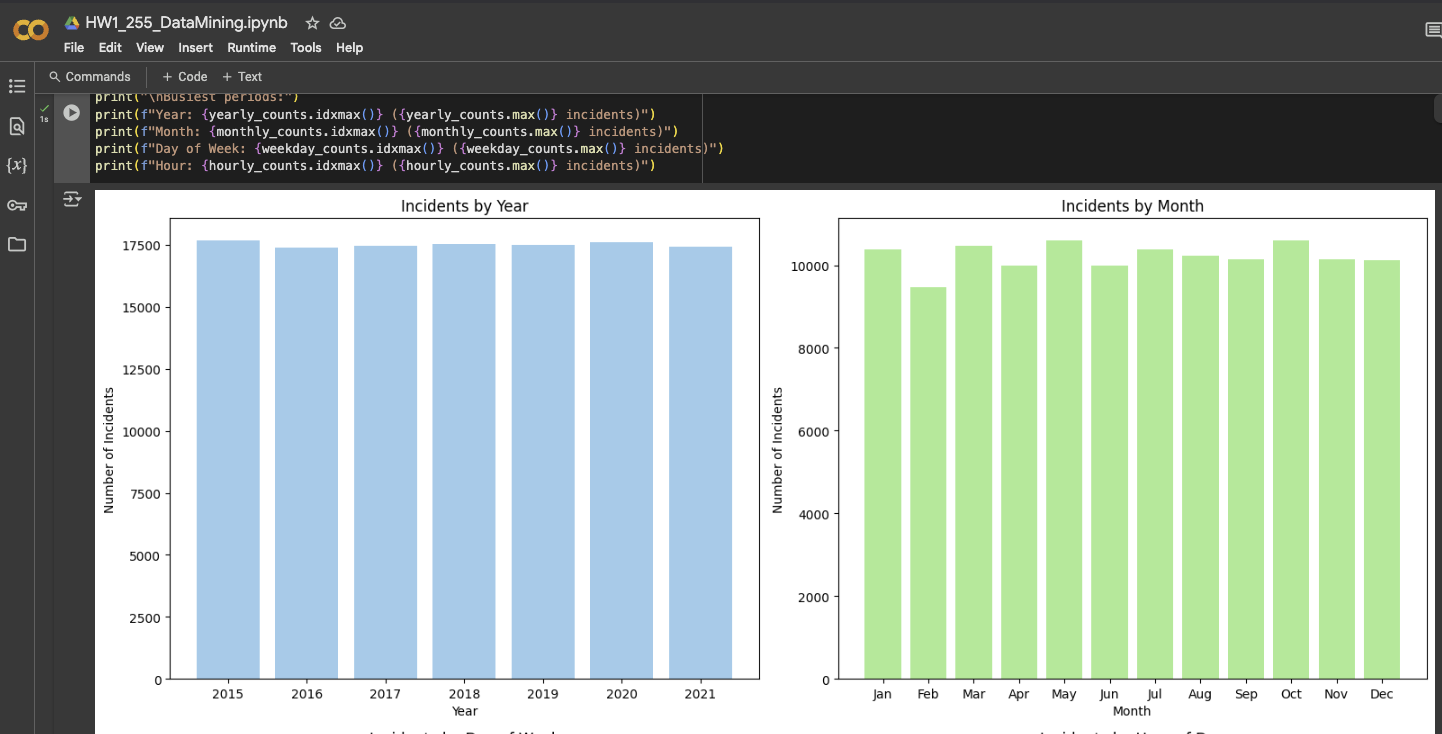 HW1_255_DataMining.ipynb
File Edit View Insert Runtime Tools Help
Commands + Code + Text
print("\nBusiest periods:")
1s
print(f"Year: {yearly_counts.idxmax()} ({yearly_counts.max()} incidents)")
print(f"Month: {monthly_counts.idxmax()} ({monthly_counts.max()} incidents)")
print(f"Day of Week: {weekday_counts.idxmax()} ({weekday_counts.max()} incidents)")
print(f"Hour: {hourly_counts.idxmax()} ({hourly_counts.max()} incidents)")
{x}
Incidents by Year
17500
15000
12500
10000
7500
5000
2500
0
Number of Incidents
2015 2016 2017 2018 2019 2020 2021
Year
Incidents by Month
10000
8000
6000
4000
2000
0
Number of Incidents
Jan Feb Mar Apr May Jun Jul Aug Sep Oct Nov Dec
Month